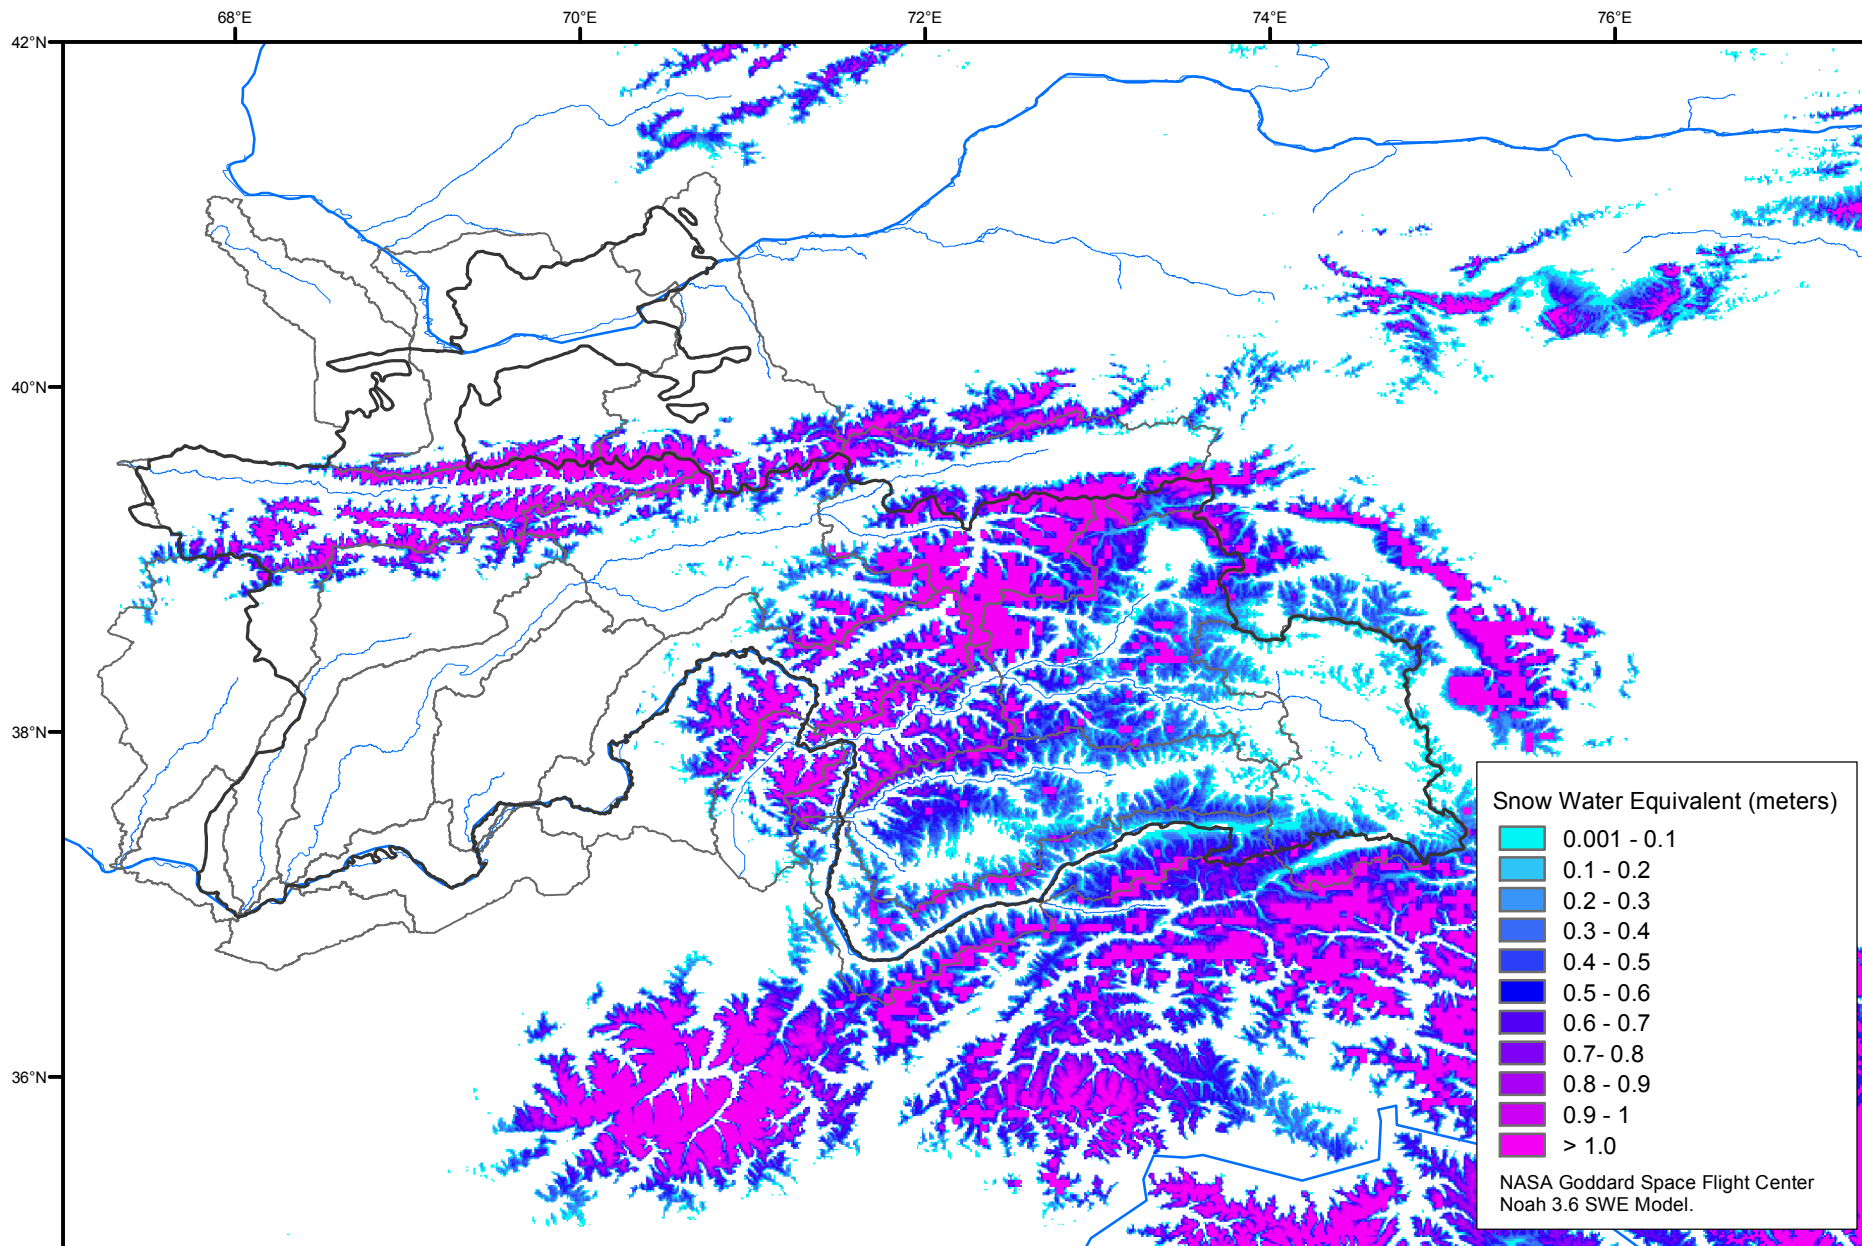 68°E
70°E
72°E
74°E
76°E
42°N
40°N
38°N
36°N
Snow Water Equivalent (meters)
0.001 - 0.1
0.1 - 0.2
0.2 - 0.3
0.3 - 0.4
0.4 - 0.5
0.5 - 0.6
0.6 - 0.7
0.7- 0.8
0.8 - 0.9
0.9 - 1
> 1.0
NASA Goddard Space Flight Center
Noah 3.6 SWE Model.